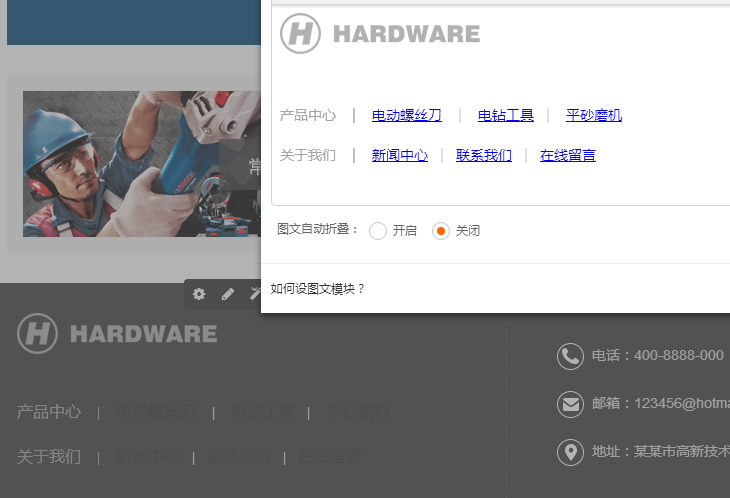 HARDWARE
产品中心 | 电动螺丝刀 | 电钻工具 | 平砂磨机
关于我们 | 新闻中心 | 联系我们 | 在线留言
常
图文自动折叠： 开启 关闭
如何设图文模块？
HARDWARE
电话：400-8888-000
产品中心 | 电动螺丝刀 | 电钻工具 | 平砂磨机
邮箱：123456@hotma
关于我们 | 新闻中心 | 联系我们 | 在线留言
地址：某某市高新技术